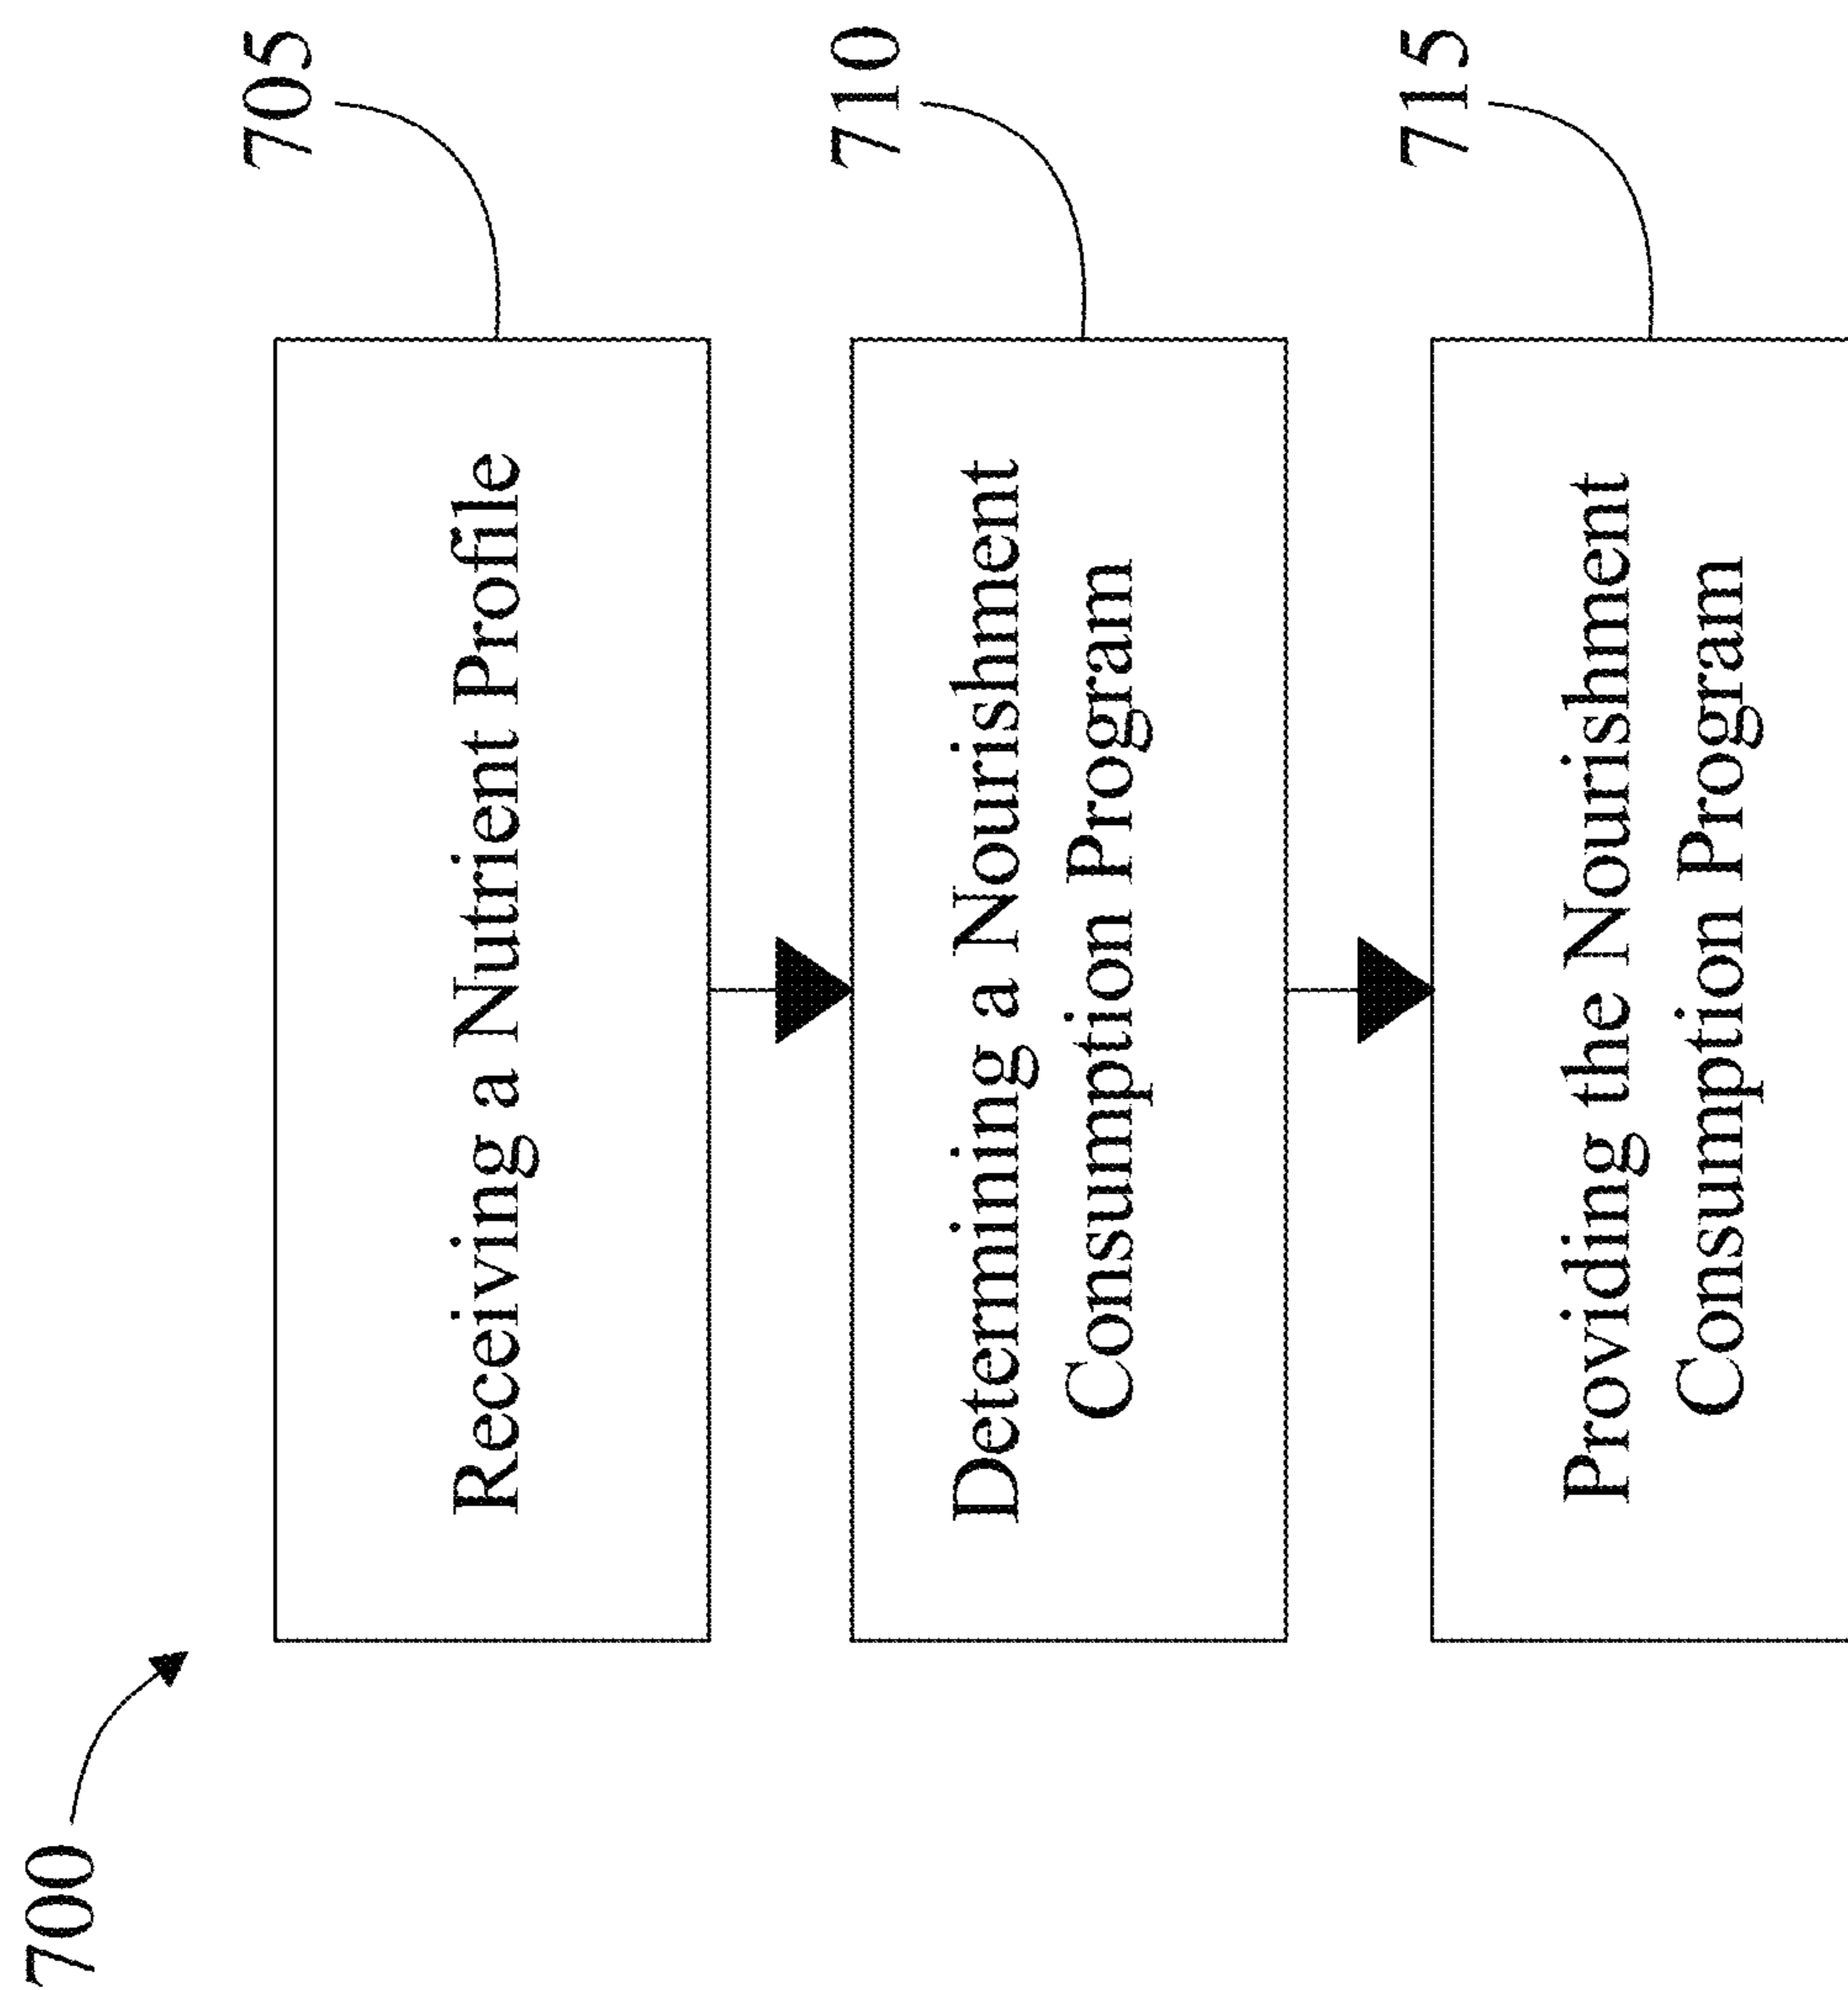 700
705
Receiving a Nutrient Profile
710
Determining a Nourishment
Consumption Program
715
Providing the Nourishment
Consumption Program